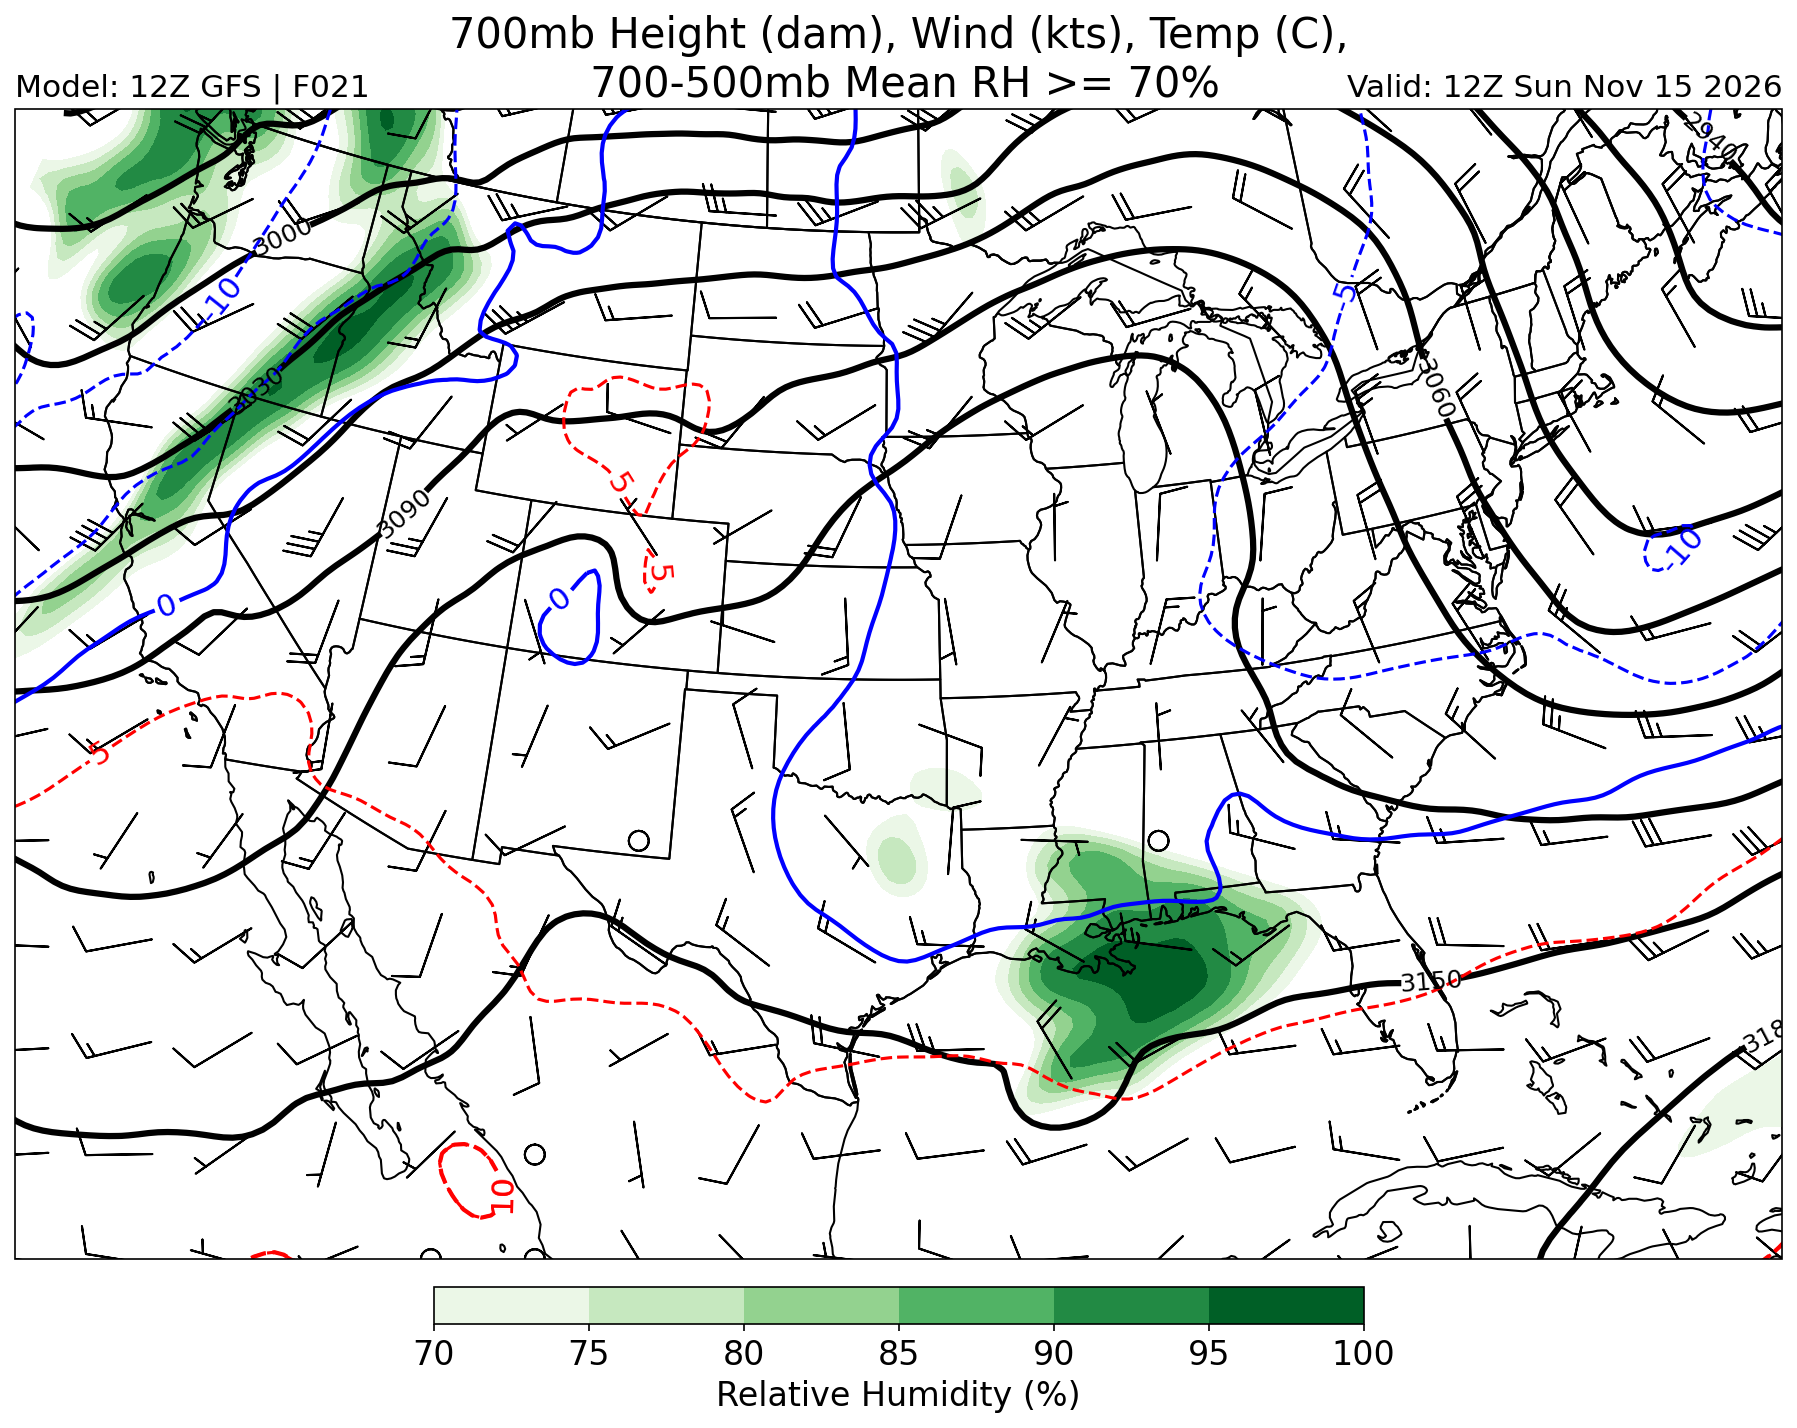 700mb Height (dam), Wind (kts), Temp (C),
700-500mb Mean RH >= 70%
Model: 12Z GFS | F021
Valid: 12Z Sun Nov 15 2026
2940
3000
-10
-5
3030
3060
5
3090
-10
5
0
0
5
3150
318
10
70 75 80 85 90 95 100
Relative Humidity (%)